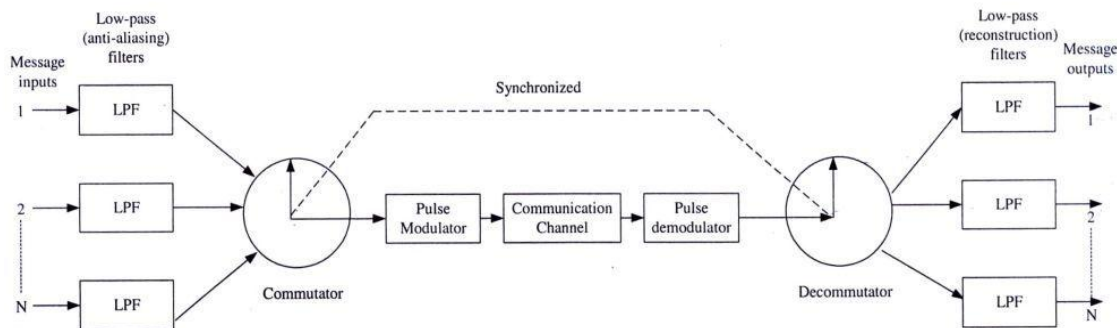 Low-pass
(anti-aliasing)
filters
Message
inputs
1
LPF
2
LPF
N
LPF
Commutator
Synchronized
Pulse
Modulator
Communication
Channel
Pulse
demodulator
Decommutator
Low-pass
(reconstruction)
filters
Message
outputs
LPF
1
LPF
2
LPF
N